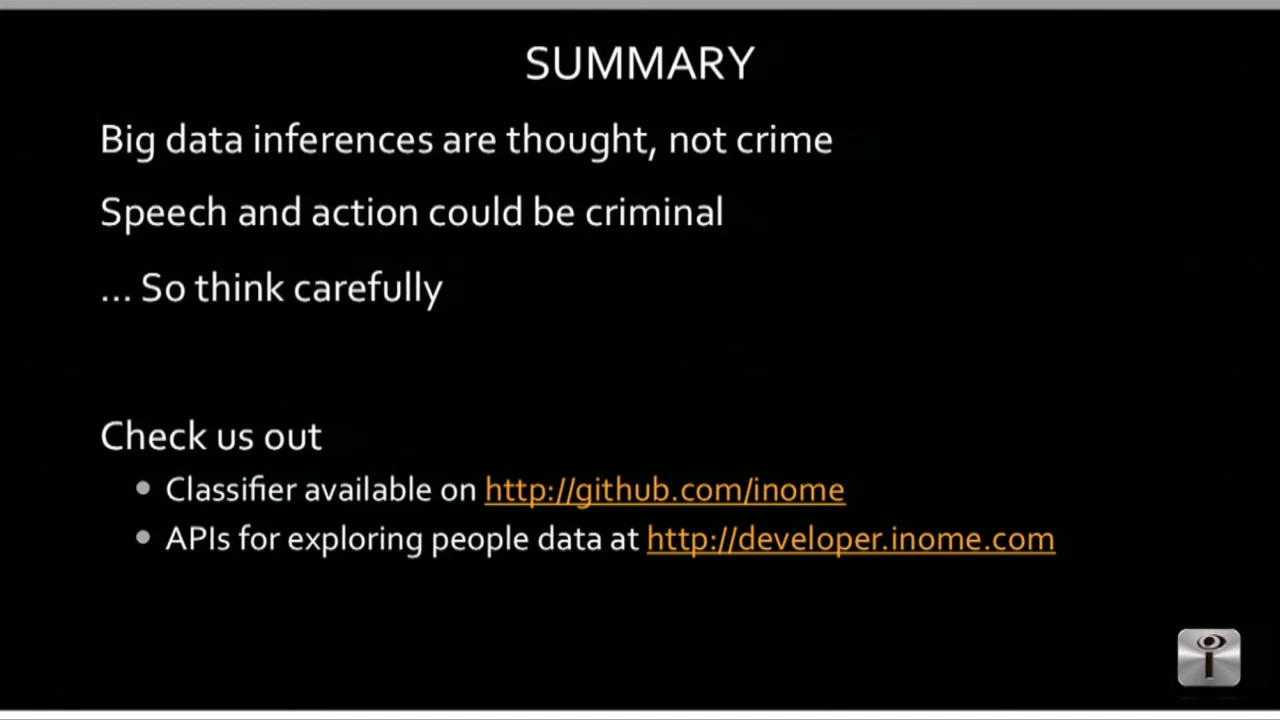 SUMMARY
Big data inferences are thought, not crime
Speech and action could be criminal
... So think carefully
Check us out
Classifier available on http://github.com/inome
APIs for exploring people data at http://developer.inome.com